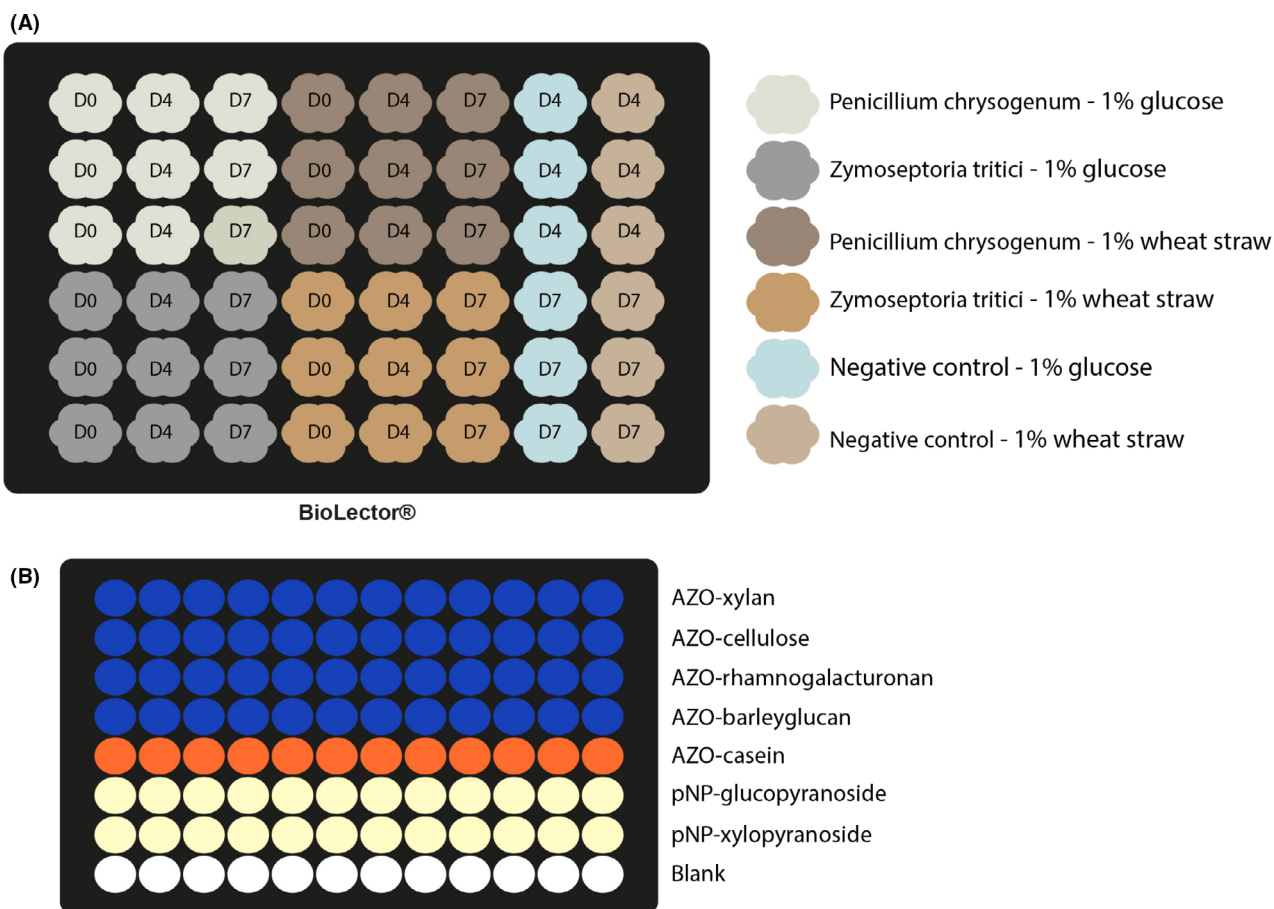 (A)
D0 D4 D7 D0 D4 D7 D4 D4
D0 D4 D7 D0 D4 D7 D4 D4
D0 D4 D7 D0 D4 D7 D4 D4
D0 D4 D7 D0 D4 D7 D7 D7
D0 D4 D7 D0 D4 D7 D7 D7
D0 D4 D7 D0 D4 D7 D7 D7
BioLector®
Penicillium chrysogenum - 1% glucose
Zymoseptoria tritici - 1% glucose
Penicillium chrysogenum - 1% wheat straw
Zymoseptoria tritici - 1% wheat straw
Negative control - 1% glucose
Negative control - 1% wheat straw
(B)
AZO-xylan
AZO-cellulose
AZO-rhamnogalacturonan
AZO-barleyglucan
AZO-casein
pNP-glucopyranoside
pNP-xylopyranoside
Blank